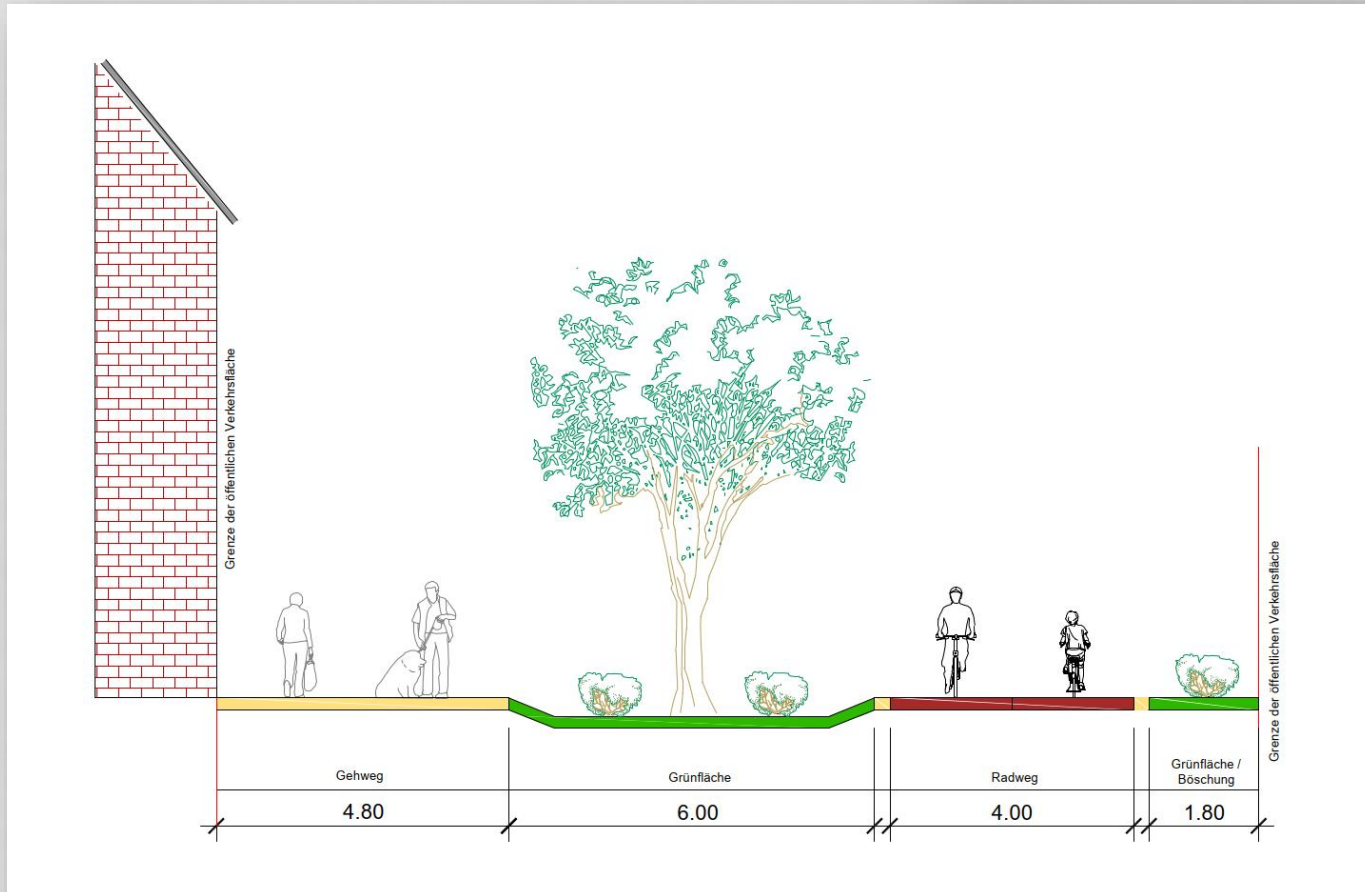 Grenze der öffentlichen Verkehrsfläche
Grenze der öffentlichen Verkehrsfläche
Gehweg
Grünfläche
Radweg
Grünfläche /
Böschung
4.80
6.00
4.00
1.80